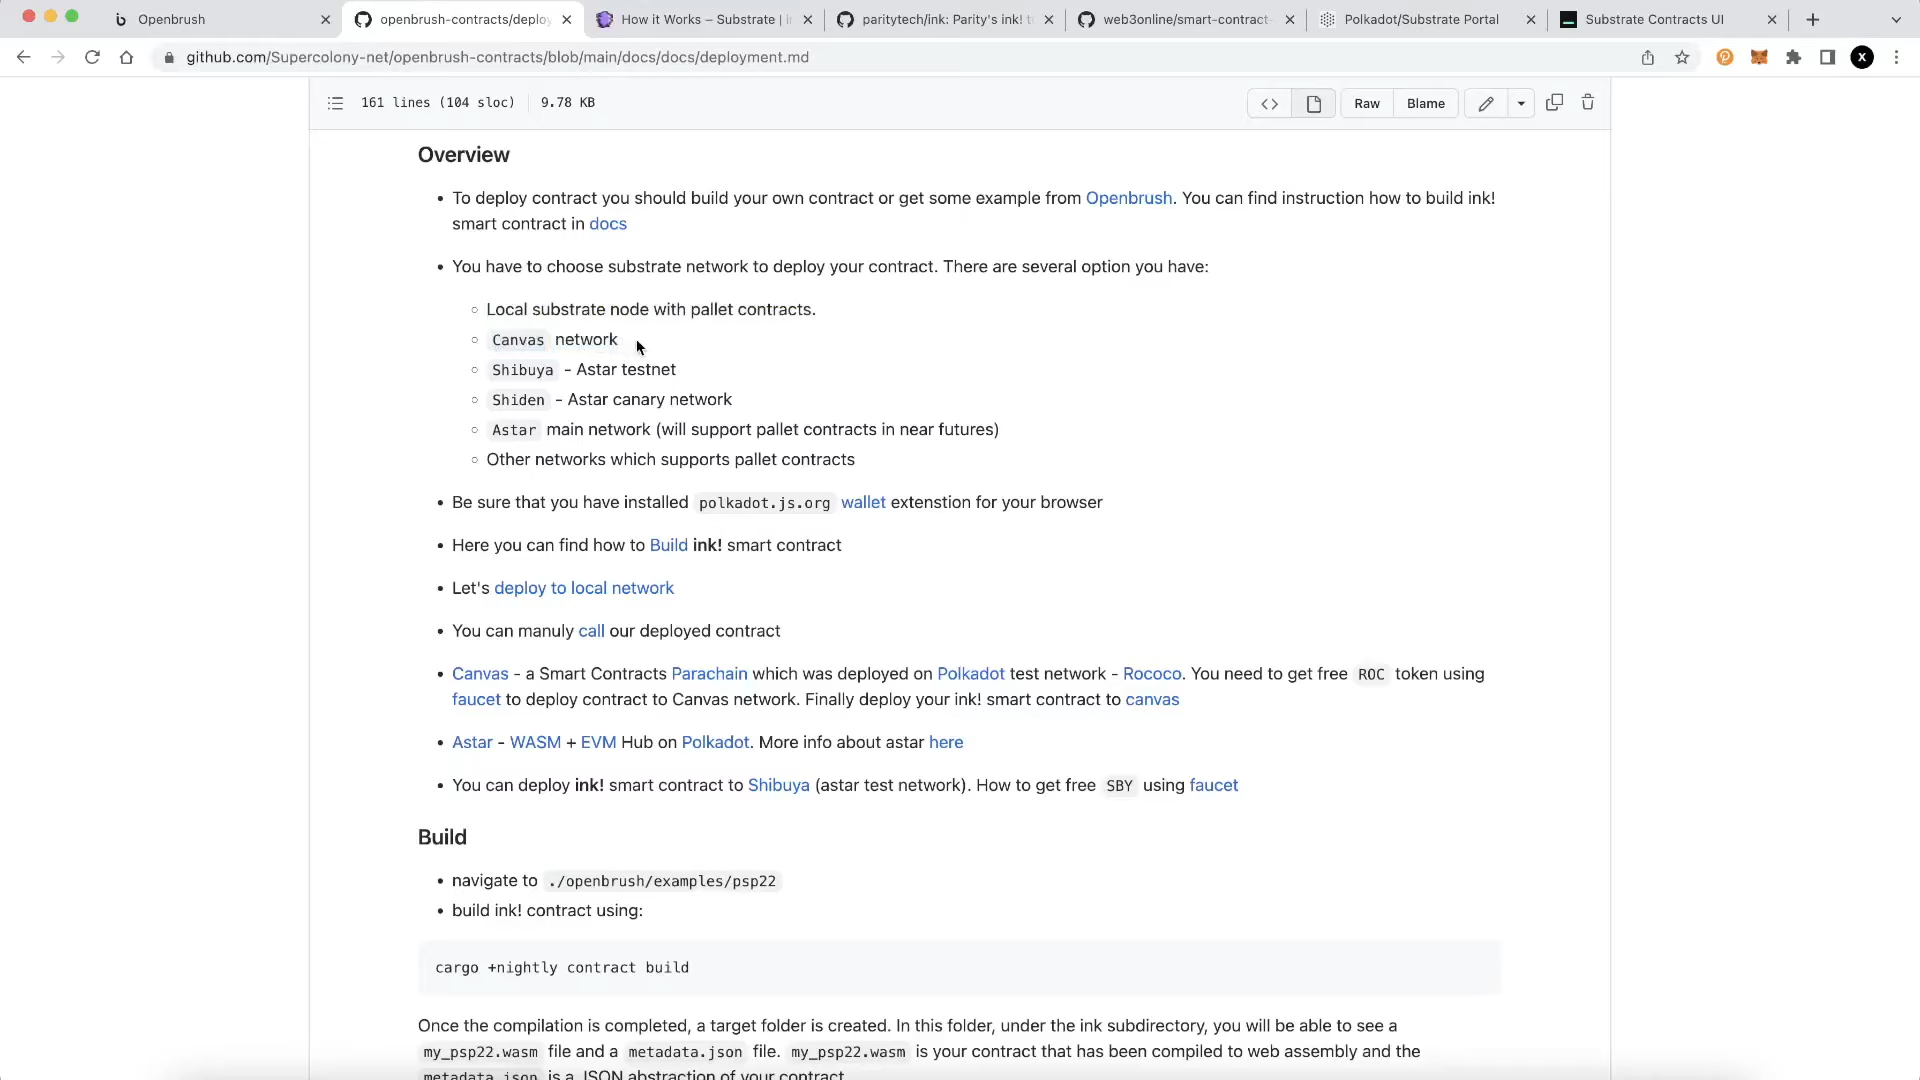 Openbrush
openbrush-contracts/deploy
How it Works – Substrate | i
paritytech/ink: Parity's ink! t
web3online/smart-contract-
Polkadot/Substrate Portal
Substrate Contracts UI
github.com/Supercolony-net/openbrush-contracts/blob/main/docs/docs/deployment.md
X
161 lines (104 sloc) 9.78 KB
Raw
Blame
Overview
To deploy contract you should build your own contract or get some example from Openbrush. You can find instruction how to build ink!
smart contract in docs
You have to choose substrate network to deploy your contract. There are several option you have:
Local substrate node with pallet contracts.
Canvas network
Shibuya - Astar testnet
Shiden - Astar canary network
Astar main network (will support pallet contracts in near futures)
Other networks which supports pallet contracts
Be sure that you have installed polkadot.js.org wallet extenstion for your browser
Here you can find how to Build ink! smart contract
Let's deploy to local network
You can manuly call our deployed contract
Canvas - a Smart Contracts Parachain which was deployed on Polkadot test network - Rococo. You need to get free ROC token using
faucet to deploy contract to Canvas network. Finally deploy your ink! smart contract to canvas
Astar - WASM + EVM Hub on Polkadot. More info about astar here
You can deploy ink! smart contract to Shibuya (astar test network). How to get free SBY using faucet
Build
navigate to ./openbrush/examples/psp22
build ink! contract using:
cargo +nightly contract build
Once the compilation is completed, a target folder is created. In this folder, under the ink subdirectory, you will be able to see a
my_psp22.wasm file and a metadata.json file. my_psp22.wasm is your contract that has been compiled to web assembly and the
metadata.json is a JSON abstraction of your contract.